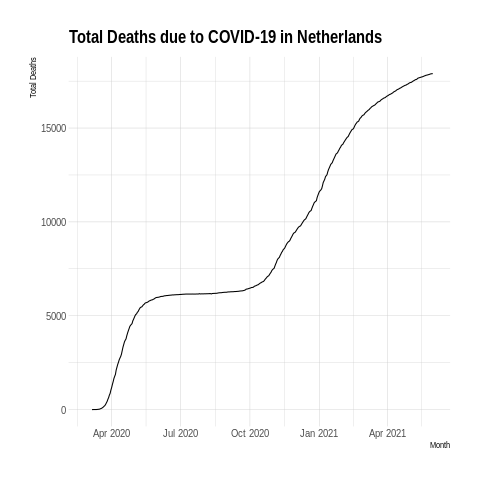 Total Deaths due to COVID-19 in Netherlands
Total Deaths
15000
10000
5000
0
Apr 2020 Jul 2020 Oct 2020 Jan 2021 Apr 2021
Month